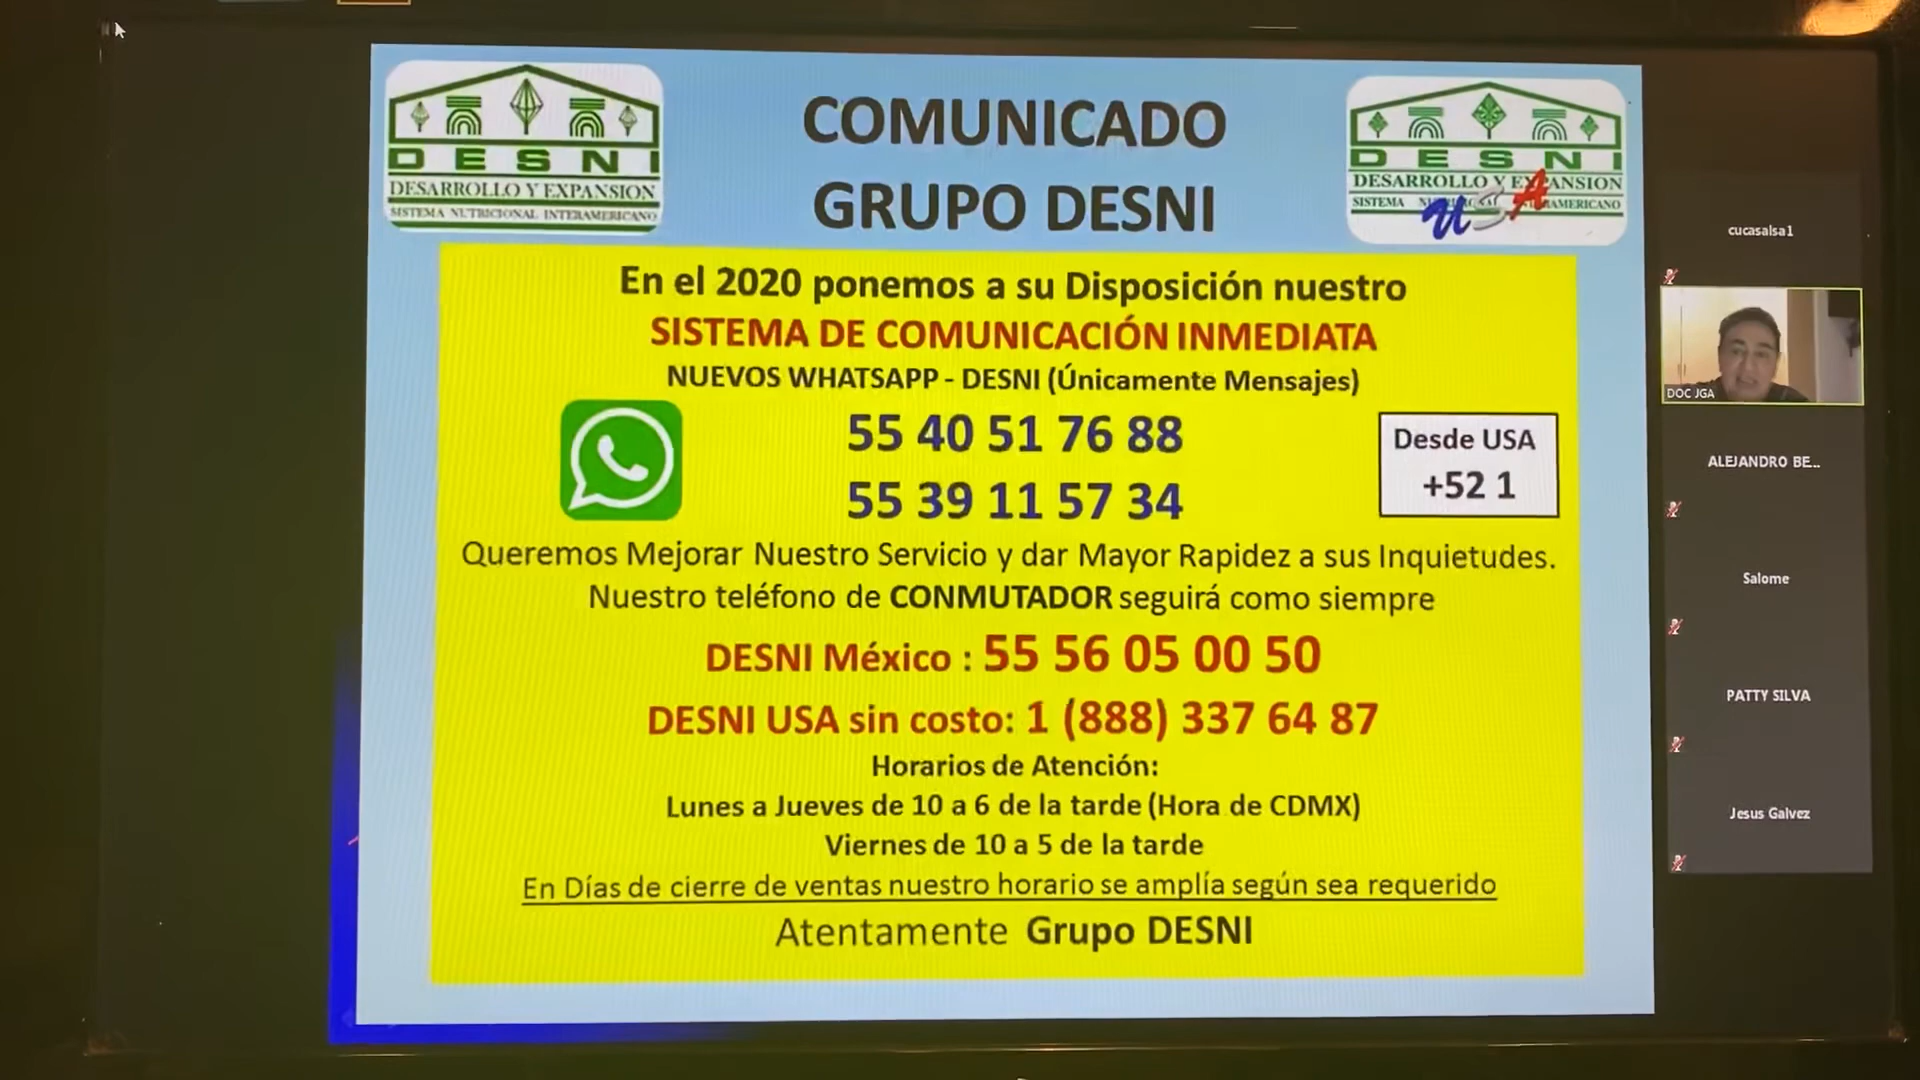 DESNI
DESARROLLO Y EXPANSION
SISTEMA NUTRICIONAL INTERAMERICANO
COMUNICADO
GRUPO DESNI
DESNI
DESARROLLO Y EXPANSION
SISTEMA
USA
En el 2020 ponemos a su Disposición nuestro
SISTEMA DE COMUNICACIÓN INMEDIATA
NUEVOS WHATSAPP - DESNI (Únicamente Mensajes)
55 40 51 76 88
55 39 11 57 34
Desde USA
+52 1
Queremos Mejorar Nuestro Servicio y dar Mayor Rapidez a sus Inquietudes.
Nuestro teléfono de CONMUTADOR seguirá como siempre
DESNI México : 55 56 05 00 50
DESNI USA sin costo: 1 (888) 337 64 87
Horarios de Atención:
Lunes a Jueves de 10 a 6 de la tarde (Hora de CDMX)
Viernes de 10 a 5 de la tarde
En Días de cierre de ventas nuestro horario se amplía según sea requerido
Atentamente Grupo DESNI
cucasalsa1
DOC JGA
ALEJANDRO BE...
Salome
PATTY SILVA
Jesus Galvez